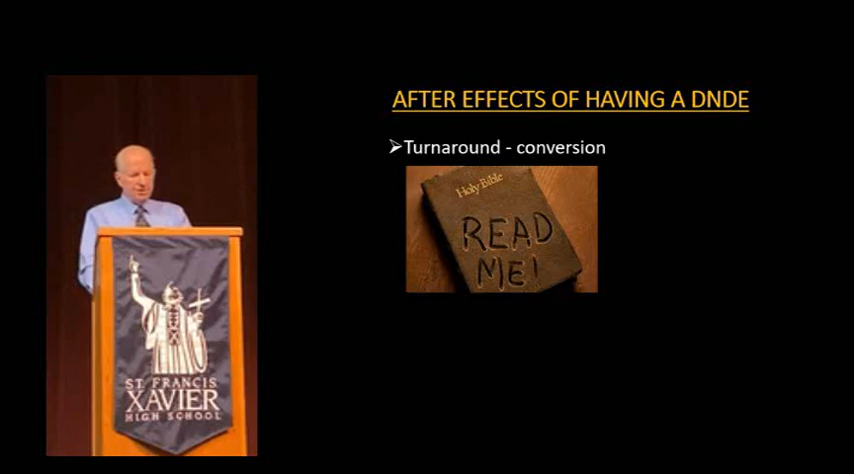 AFTER EFFECTS OF HAVING A DNDE
➢Turnaround - conversion
Holy Bible
READ
ME!
ST. FRANCIS
XAVIER
HIGH SCHOOL